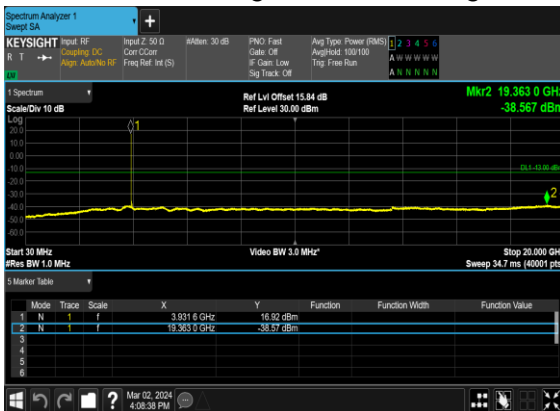 Spectrum Analyzer 1
Swept SA
KEYSIGHT
R T
LV
Input: RF
Coupling: DC
Align: Auto/No RF
Input Z: 50 Ω
Corr CCorr
Freq Ref: Int (S)
#Atten: 30 dB
PNO: Fast
Gate: Off
IF Gain: Low
Sig Track: Off
Avg Type: Power (RMS)
Avg|Hold: 100/100
Trig: Free Run
1 2 3 4 5 6
A W W W W W
A N N N N N
1 Spectrum
Scale/Div 10 dB
Ref Lvl Offset 15.84 dB
Ref Level 30.00 dBm
Mkr2 19.363 0 GHz
-38.567 dBm
Log
20.0
10.0
0.00
-10.0
-20.0
-30.0
-40.0
-50.0
-60.0
1
DL1 -13.00 dBm
2
Start 30 MHz
#Res BW 1.0 MHz
Video BW 3.0 MHz*
Stop 20.000 GHz
Sweep 34.7 ms (40001 pts)
5 Marker Table
Mode Trace Scale X Y Function Function Width Function Value
1 N 1 f 3.931 6 GHz 16.92 dBm
2 N 1 f 19.363 0 GHz -38.57 dBm
3
4
5
6
?
Mar 02, 2024
4:08:38 PM